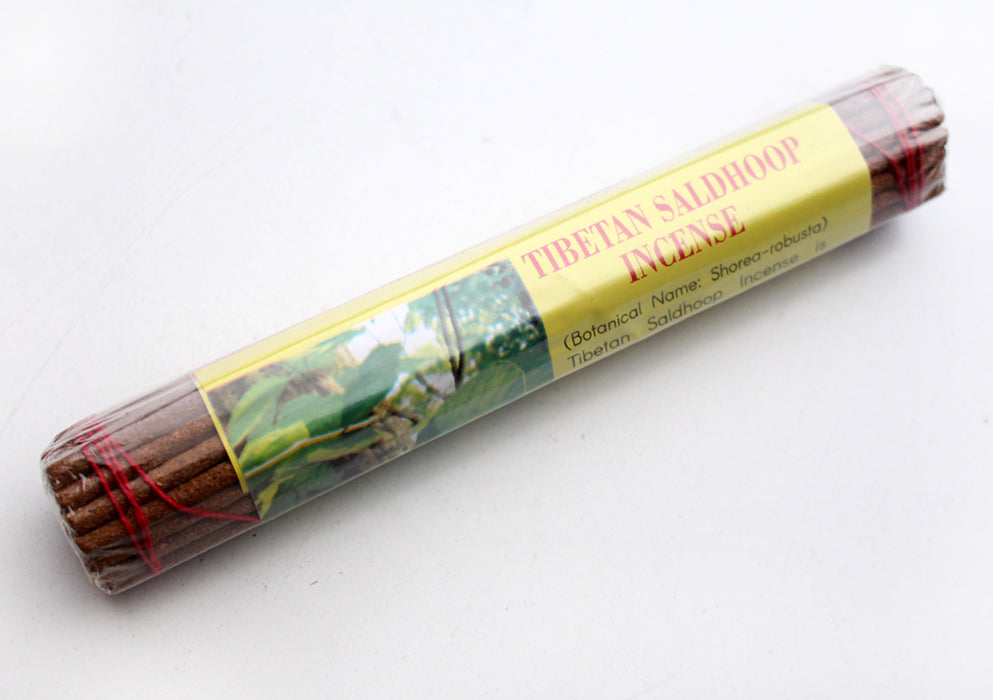 TIBETAN SALDHOOP
INCENSE
(Botanical Name: Shorea-robusta)
Tibetan Saldhoop Incense is